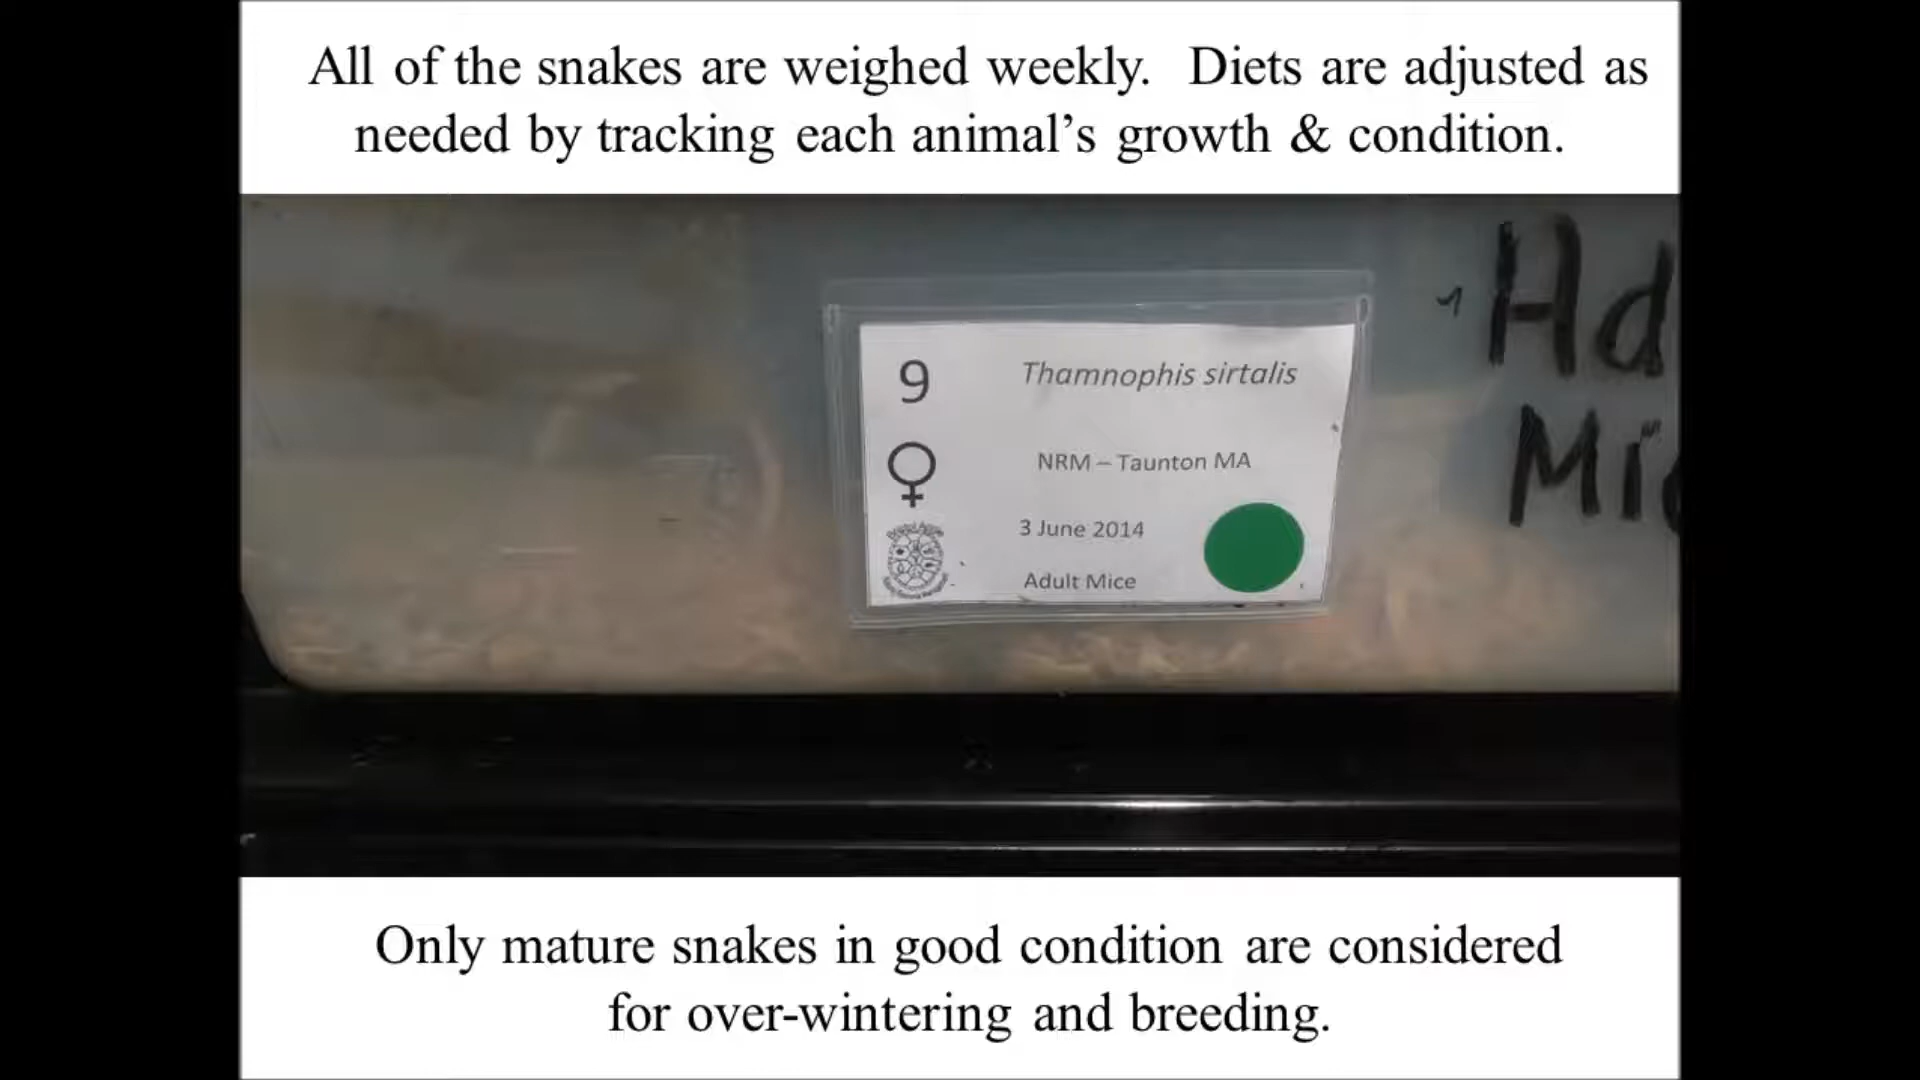 All of the snakes are weighed weekly. Diets are adjusted as
needed by tracking each animal’s growth & condition.
Hd
9
Thamnophis sirtalis
Mi
NRM – Taunton MA
♀
3 June 2014
Adult Mice
Only mature snakes in good condition are considered
for over-wintering and breeding.